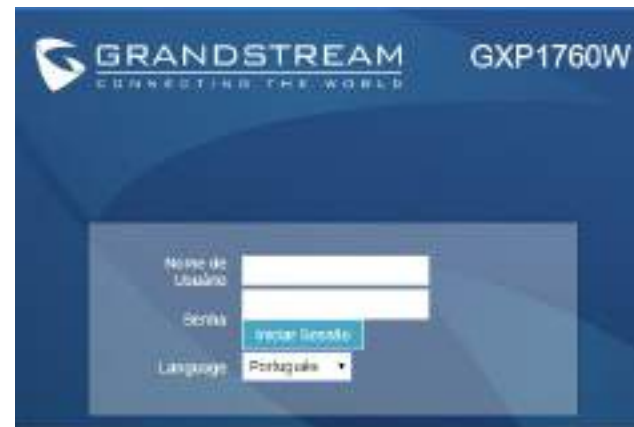 GRANDSTREAM GXP1760W
CONNECTING THE WORLD
Nome de
Usuário
Senha
Iniciar Sessão
Language Português